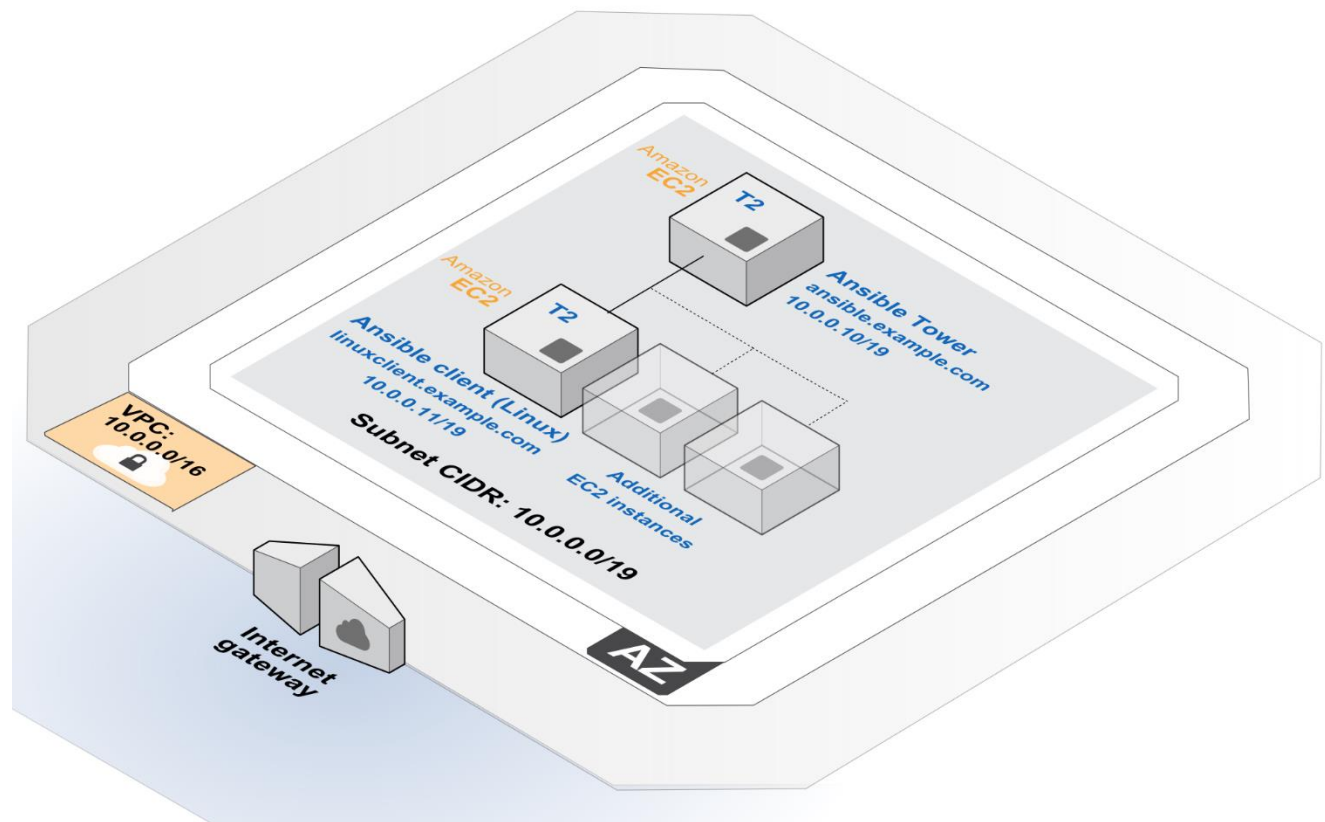 Amazon
EC2
T2
Ansible Tower
ansible.example.com
10.0.0.10/19
Amazon
EC2
T2
Ansible client (Linux)
linuxclient.example.com
10.0.0.11/19
Additional
EC2 instances
Subnet CIDR: 10.0.0.0/19
VPC:
10.0.0.0/16
Internet
gateway
AZ